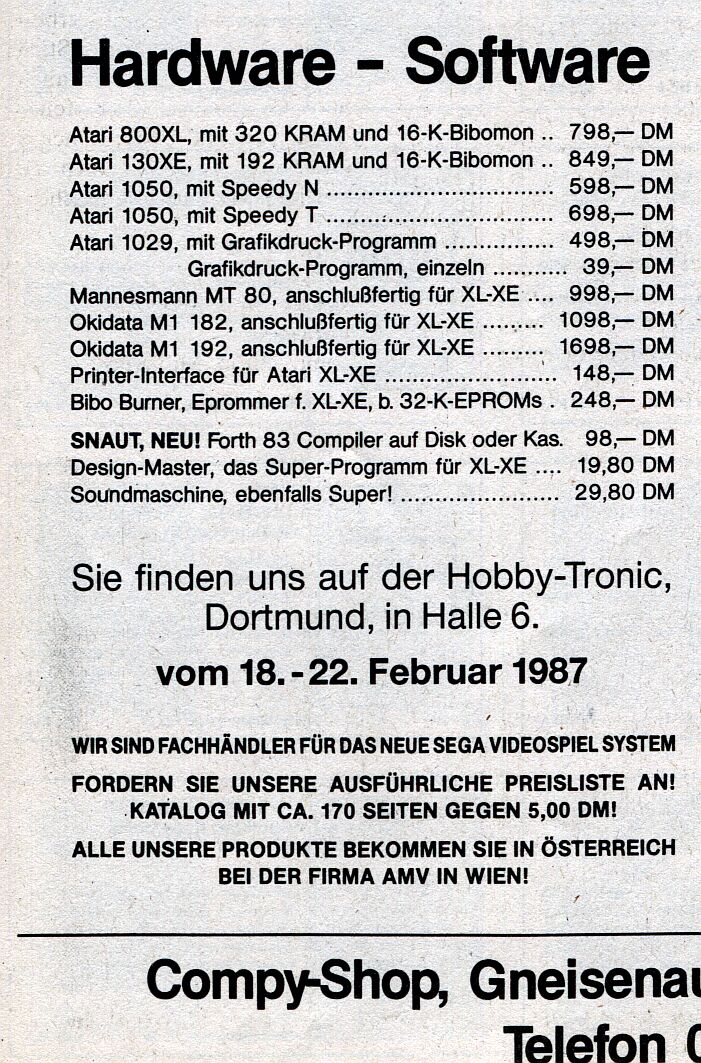 Hardware - Software
Atari 800XL, mit 320 KRAM und 16-K-Bibomon .. 798,— DM
Atari 130XE, mit 192 KRAM und 16-K-Bibomon .. 849,— DM
Atari 1050, mit Speedy N .................................. 598,— DM
Atari 1050, mit Speedy T .................................. 698,— DM
Atari 1029, mit Grafikdruck-Programm ................ 498,— DM
Grafikdruck-Programm, einzeln ........... 39,— DM
Mannesmann MT 80, anschlußfertig für XL-XE .... 998,— DM
Okidata M1 182, anschlußfertig für XL-XE ......... 1098,— DM
Okidata M1 192, anschlußfertig für XL-XE ......... 1698,— DM
Printer-Interface für Atari XL-XE ......................... 148,— DM
Bibo Burner, Eprommer f. XL-XE, b. 32-K-EPROMs . 248,— DM
SNAUT, NEU! Forth 83 Compiler auf Disk oder Kas. 98,— DM
Design-Master, das Super-Programm für XL-XE .... 19,80 DM
Soundmaschine, ebenfalls Super! ....................... 29,80 DM
Sie finden uns auf der Hobby-Tronic,
Dortmund, in Halle 6.
vom 18. - 22. Februar 1987
WIR SIND FACHHÄNDLER FÜR DAS NEUE SEGA VIDEOSPIEL SYSTEM
FORDERN SIE UNSERE AUSFÜHRLICHE PREISLISTE AN!
KATALOG MIT CA. 170 SEITEN GEGEN 5,00 DM!
ALLE UNSERE PRODUKTE BEKOMMEN SIE IN ÖSTERREICH
BEI DER FIRMA AMV IN WIEN!
Compy-Shop, Gneisenau
Telefon 0